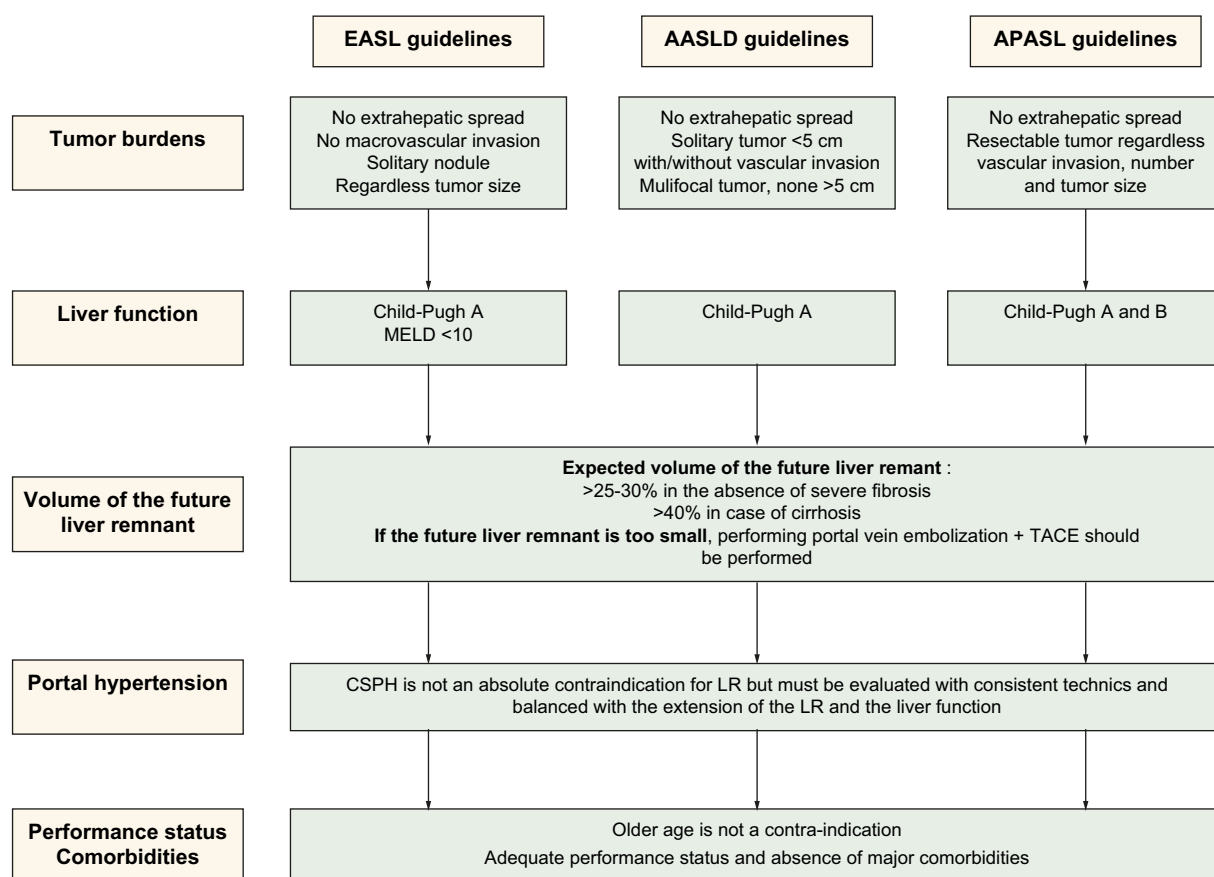 EASL guidelines
AASLD guidelines
APASL guidelines
Tumor burdens
No extrahepatic spread
No macrovascular invasion
Solitary nodule
Regardless tumor size
No extrahepatic spread
Solitary tumor <5 cm
with/without vascular invasion
Mulifocal tumor, none >5 cm
No extrahepatic spread
Resectable tumor regardless
vascular invasion, number
and tumor size
Liver function
Child-Pugh A
MELD <10
Child-Pugh A
Child-Pugh A and B
Volume of the future
liver remnant
Expected volume of the future liver remant :
>25-30% in the absence of severe fibrosis
>40% in case of cirrhosis
If the future liver remnant is too small, performing portal vein embolization + TACE should
be performed
Portal hypertension
CSPH is not an absolute contraindication for LR but must be evaluated with consistent technics and
balanced with the extension of the LR and the liver function
Performance status
Comorbidities
Older age is not a contra-indication
Adequate performance status and absence of major comorbidities